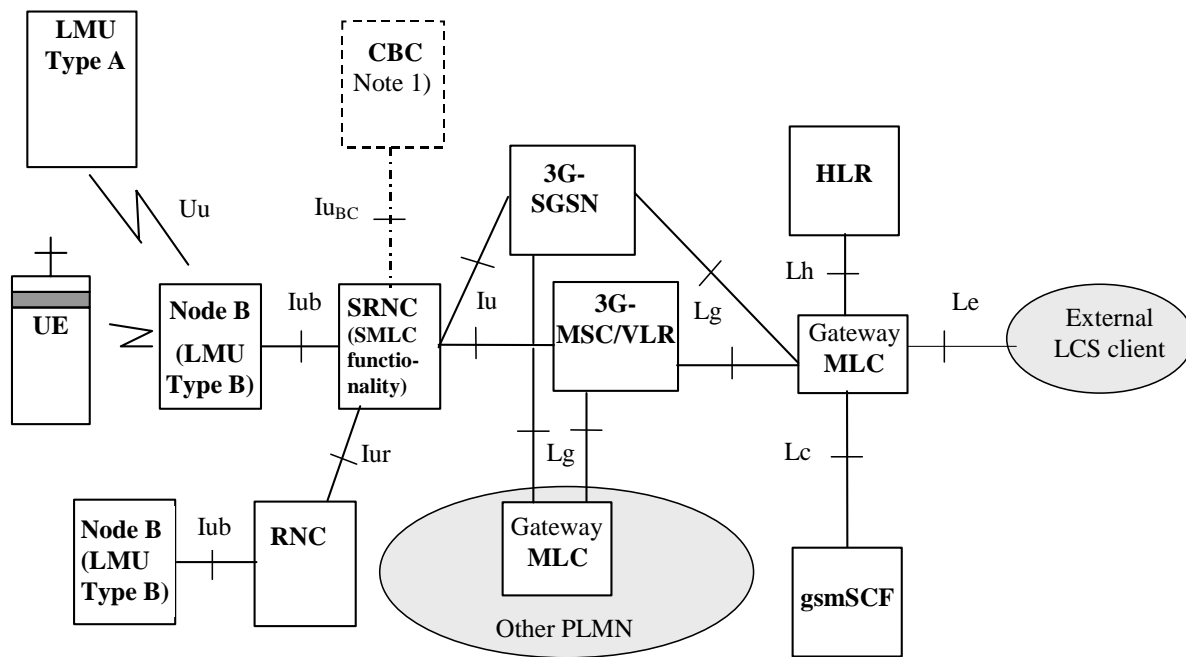 LMU
Type A
CBC
Note 1)
3G-
SGSN
HLR
Uu
Iu_BC
Lh
Lg
Le
UE
Node B
(LMU
Type B)
Iub
SRNC
(SMLC
functio-
nality)
Iu
3G-
MSC/VLR
Gateway
MLC
External
LCS client
Iur
Lg
Lc
Node B
(LMU
Type B)
Iub
RNC
Gateway
MLC
gsmSCF
Other PLMN